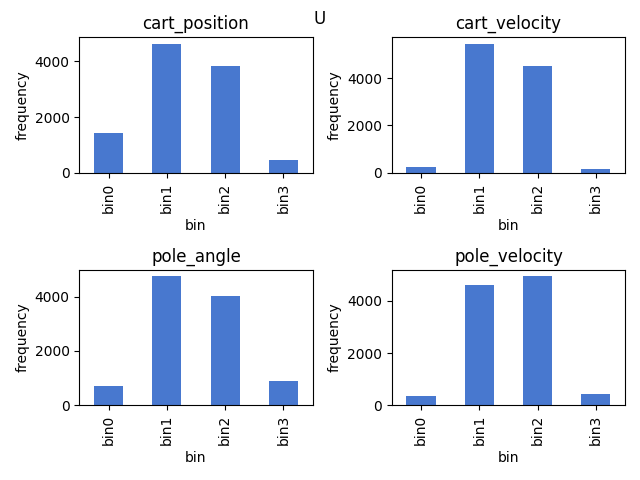 U
cart_position
frequency
4000
2000
0
bin0
bin1
bin2
bin3
bin
cart_velocity
frequency
4000
2000
0
bin0
bin1
bin2
bin3
bin
pole_angle
frequency
4000
2000
0
bin0
bin1
bin2
bin3
bin
pole_velocity
frequency
4000
2000
0
bin0
bin1
bin2
bin3
bin